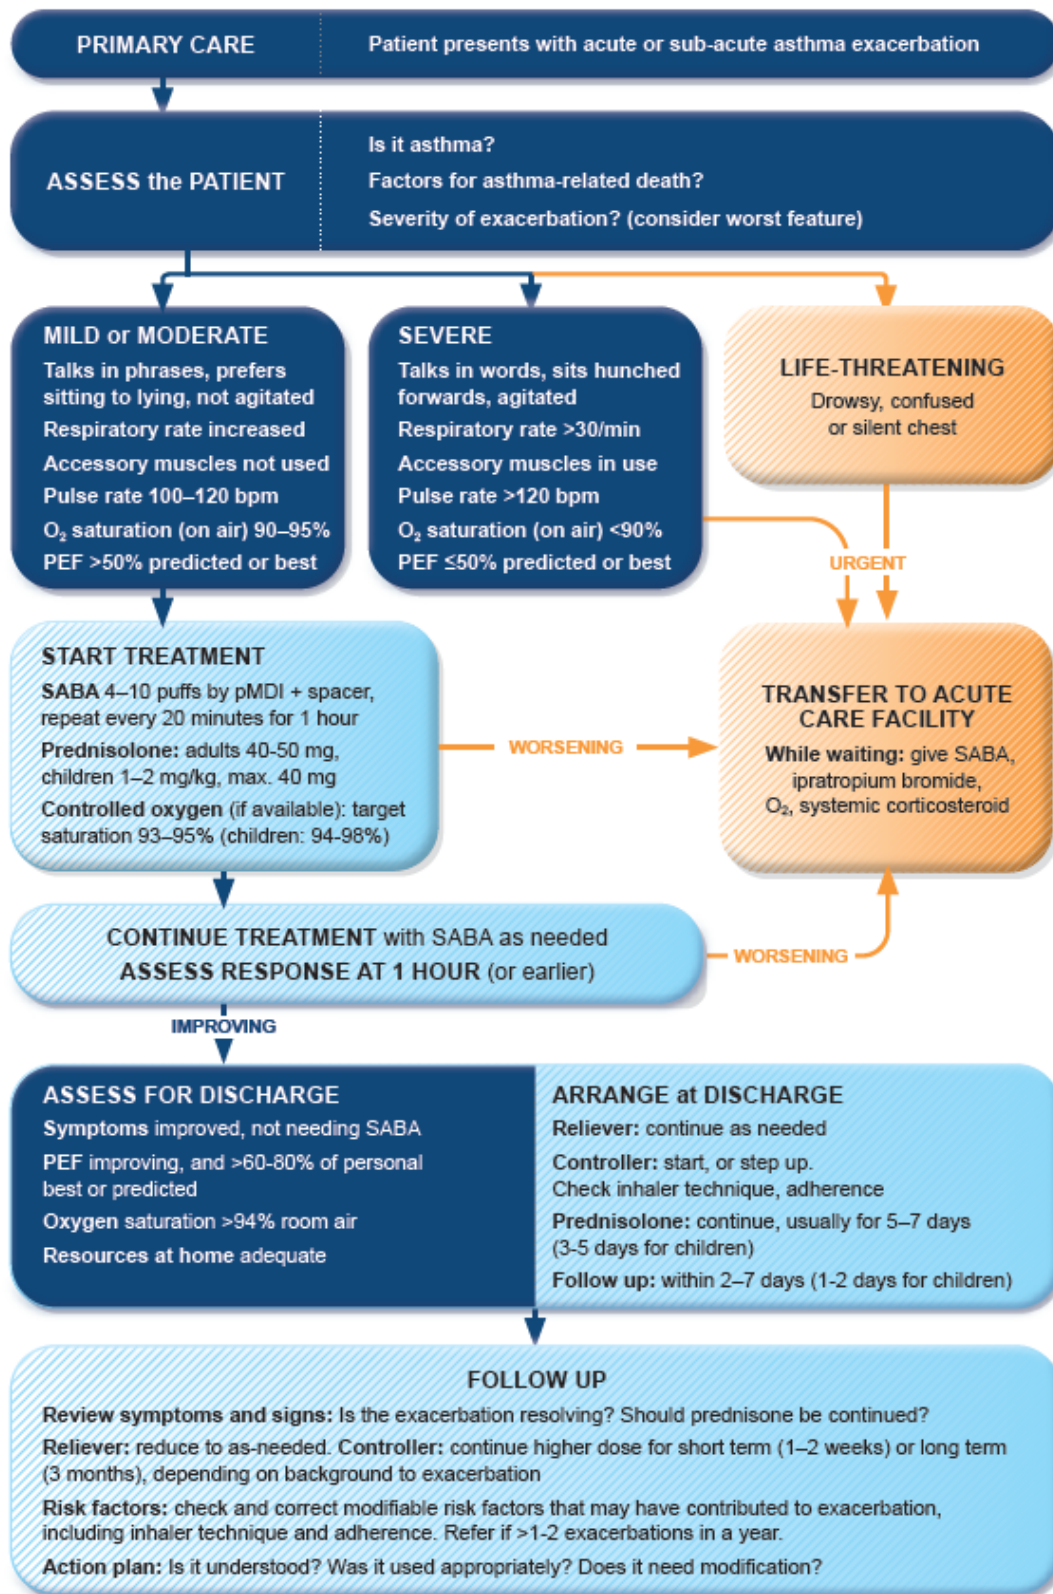 PRIMARY CARE
Patient presents with acute or sub-acute asthma exacerbation
ASSESS the PATIENT
Is it asthma?
Factors for asthma-related death?
Severity of exacerbation? (consider worst feature)
MILD or MODERATE
Talks in phrases, prefers
sitting to lying, not agitated
Respiratory rate increased
Accessory muscles not used
Pulse rate 100–120 bpm
O₂ saturation (on air) 90–95%
PEF >50% predicted or best
SEVERE
Talks in words, sits hunched
forwards, agitated
Respiratory rate >30/min
Accessory muscles in use
Pulse rate >120 bpm
O₂ saturation (on air) <90%
PEF ≤50% predicted or best
LIFE-THREATENING
Drowsy, confused
or silent chest
URGENT
START TREATMENT
SABA 4–10 puffs by pMDI + spacer,
repeat every 20 minutes for 1 hour
Prednisolone: adults 40-50 mg,
children 1–2 mg/kg, max. 40 mg
Controlled oxygen (if available): target
saturation 93–95% (children: 94-98%)
WORSENING
TRANSFER TO ACUTE
CARE FACILITY
While waiting: give SABA,
ipratropium bromide,
O₂, systemic corticosteroid
CONTINUE TREATMENT with SABA as needed
ASSESS RESPONSE AT 1 HOUR (or earlier)
WORSENING
IMPROVING
ASSESS FOR DISCHARGE
Symptoms improved, not needing SABA
PEF improving, and >60-80% of personal
best or predicted
Oxygen saturation >94% room air
Resources at home adequate
ARRANGE at DISCHARGE
Reliever: continue as needed
Controller: start, or step up.
Check inhaler technique, adherence
Prednisolone: continue, usually for 5–7 days
(3-5 days for children)
Follow up: within 2–7 days (1-2 days for children)
FOLLOW UP
Review symptoms and signs: Is the exacerbation resolving? Should prednisone be continued?
Reliever: reduce to as-needed. Controller: continue higher dose for short term (1–2 weeks) or long term
(3 months), depending on background to exacerbation
Risk factors: check and correct modifiable risk factors that may have contributed to exacerbation,
including inhaler technique and adherence. Refer if >1-2 exacerbations in a year.
Action plan: Is it understood? Was it used appropriately? Does it need modification?